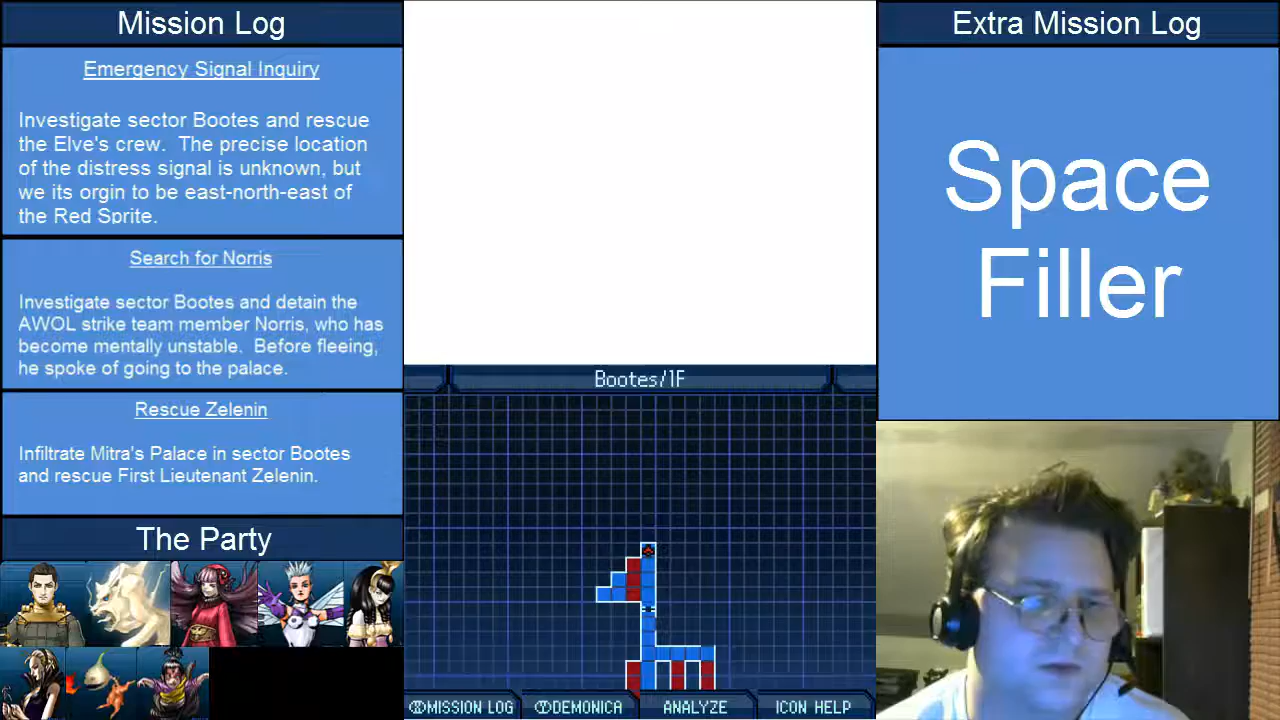 Mission Log
Emergency Signal Inquiry
Investigate sector Bootes and rescue
the Elve's crew. The precise location
of the distress signal is unknown, but
we its orgin to be east-north-east of
the Red Sprite.
Search for Norris
Investigate sector Bootes and detain the
AWOL strike team member Norris, who has
become mentally unstable. Before fleeing,
he spoke of going to the palace.
Rescue Zelenin
Infiltrate Mitra's Palace in sector Bootes
and rescue First Lieutenant Zelenin.
The Party
Bootes/1F
Ⓧ MISSION LOG
Ⓨ DEMONICA
ANALYZE
ICON HELP
Extra Mission Log
Space
Filler